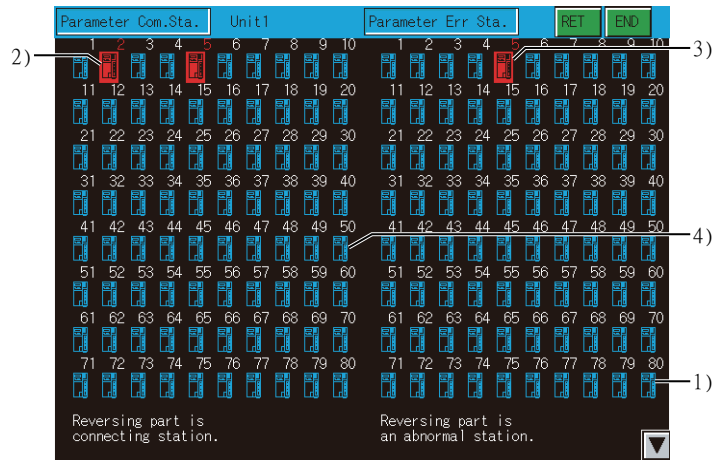 Parameter Com.Sta. Unit1 Parameter Err Sta. RET END
1 2 3 4 5 6 7 8 9 10 1 2 3 4 5 6 7 8 9 10
2) 3)
11 12 13 14 15 16 17 18 19 20 11 12 13 14 15 16 17 18 19 20
21 22 23 24 25 26 27 28 29 30 21 22 23 24 25 26 27 28 29 30
31 32 33 34 35 36 37 38 39 40 31 32 33 34 35 36 37 38 39 40
41 42 43 44 45 46 47 48 49 50 41 42 43 44 45 46 47 48 49 50
4)
51 52 53 54 55 56 57 58 59 60 51 52 53 54 55 56 57 58 59 60
61 62 63 64 65 66 67 68 69 70 61 62 63 64 65 66 67 68 69 70
71 72 73 74 75 76 77 78 79 80 71 72 73 74 75 76 77 78 79 80
1)
Reversing part is
connecting station.
Reversing part is
an abnormal station.